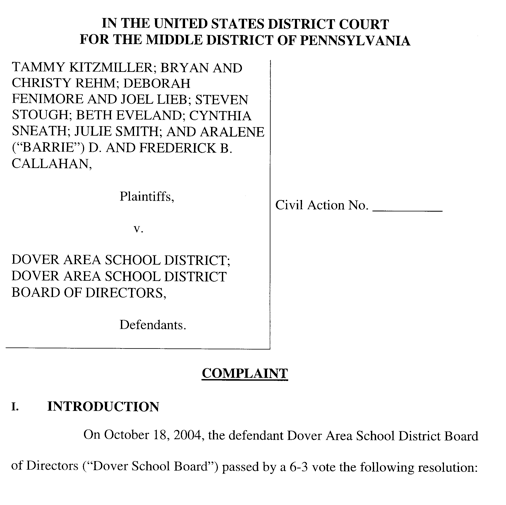 IN THE UNITED STATES DISTRICT COURT
FOR THE MIDDLE DISTRICT OF PENNSYLVANIA
TAMMY KITZMILLER; BRYAN AND
CHRISTY REHM; DEBORAH
FENIMORE AND JOEL LIEB; STEVEN
STOUGH; BETH EVELAND; CYNTHIA
SNEATH; JULIE SMITH; AND ARALENE
("BARRIE") D. AND FREDERICK B.
CALLAHAN,
Plaintiffs,
v.
DOVER AREA SCHOOL DISTRICT;
DOVER AREA SCHOOL DISTRICT
BOARD OF DIRECTORS,
Defendants.
Civil Action No. ___________
COMPLAINT
I. INTRODUCTION
On October 18, 2004, the defendant Dover Area School District Board
of Directors ("Dover School Board") passed by a 6-3 vote the following resolution: